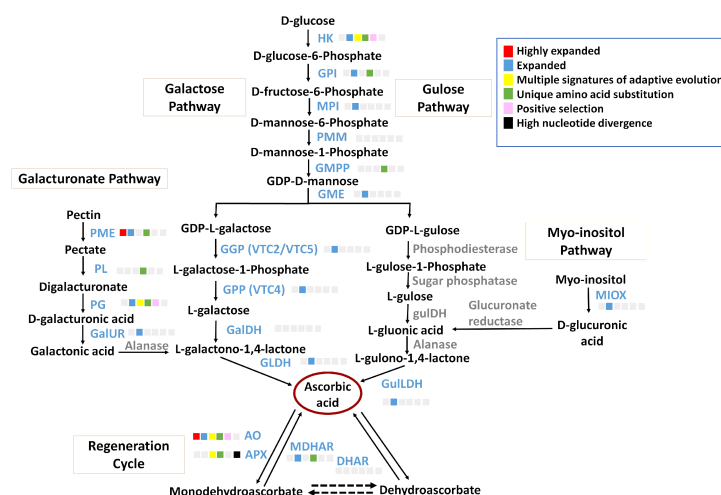 D-glucose
HK
D-glucose-6-Phosphate
GPI
D-fructose-6-Phosphate
MPI
D-mannose-6-Phosphate
PMM
D-mannose-1-Phosphate
GMPP
GDP-D-mannose
GME
Galactose
Pathway
Gulose
Pathway
Highly expanded
Expanded
Multiple signatures of adaptive evolution
Unique amino acid substitution
Positive selection
High nucleotide divergence
Galacturonate Pathway
Pectin
PME
Pectate
PL
Digalacturonate
PG
D-galacturonic acid
GalUR
Galactonic acid
Alanase
GDP-L-galactose
GGP (VTC2/VTC5)
L-galactose-1-Phosphate
GPP (VTC4)
L-galactose
GalDH
L-galactono-1,4-lactone
GLDH
GDP-L-gulose
Phosphodiesterase
L-gulose-1-Phosphate
Sugar phosphatase
L-gulose
gulDH
L-gluonic acid
Alanase
L-gulono-1,4-lactone
GulLDH
Myo-inositol
Pathway
Myo-inositol
MIOX
D-glucuronic
acid
Glucuronate
reductase
Ascorbic
acid
Regeneration
Cycle
AO
APX
MDHAR
DHAR
Monodehydroascorbate
Dehydroascorbate